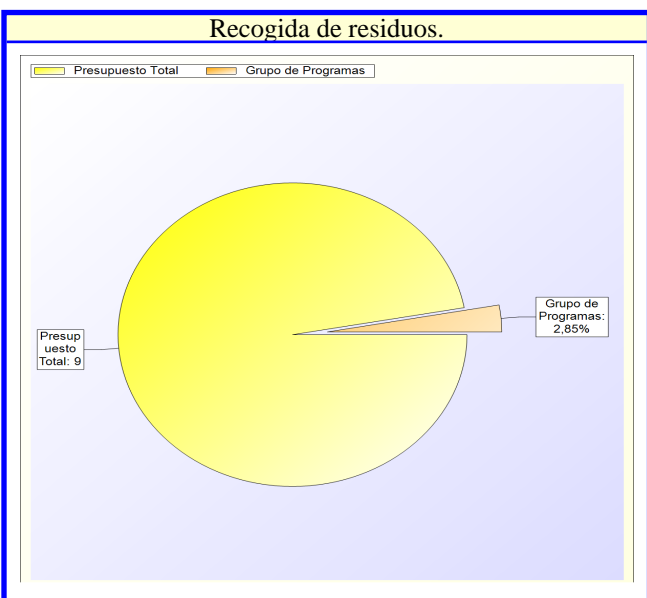 Recogida de residuos.
Presupuesto Total
Grupo de Programas
Presup
uesto
Total: 9
Grupo de
Programas:
2,85%